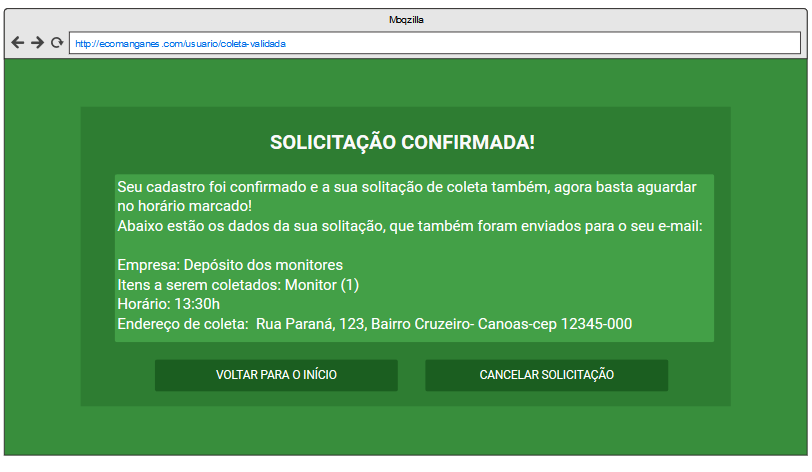 Moqzilla
http://ecomanganes.com/usuario/coleta-validada
SOLICITAÇÃO CONFIRMADA!
Seu cadastro foi confirmado e a sua solitação de coleta também, agora basta aguardar
no horário marcado!
Abaixo estão os dados da sua solitação, que também foram enviados para o seu e-mail:
Empresa: Depósito dos monitores
Itens a serem coletados: Monitor (1)
Horário: 13:30h
Endereço de coleta:  Rua Paraná, 123, Bairro Cruzeiro- Canoas-cep 12345-000
VOLTAR PARA O INÍCIO
CANCELAR SOLICITAÇÃO